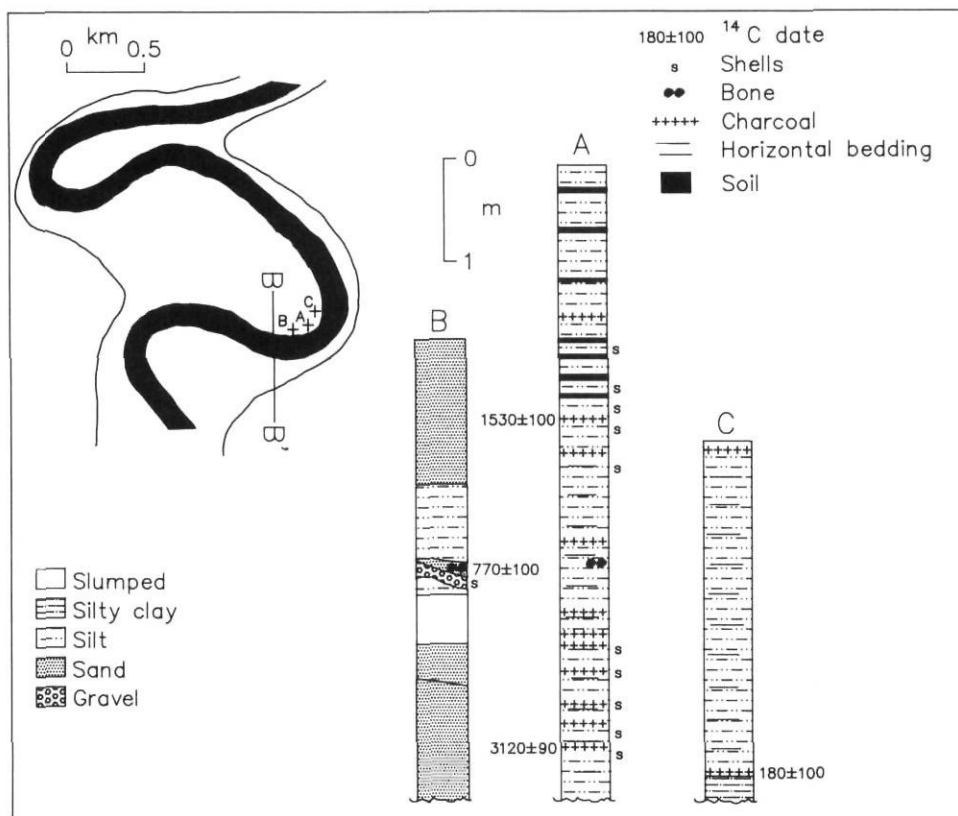 km
0 0.5
180±100 ¹⁴C date
s Shells
Bone
+++++ Charcoal
Horizontal bedding
Soil
A
0
m
1
B
C
B A
B
B'
1530±100
s
s
s
s
s
C
770±100
s
Slumped
Silty clay
Silt
Sand
Gravel
s
s
s
s
3120±90
s
180±100